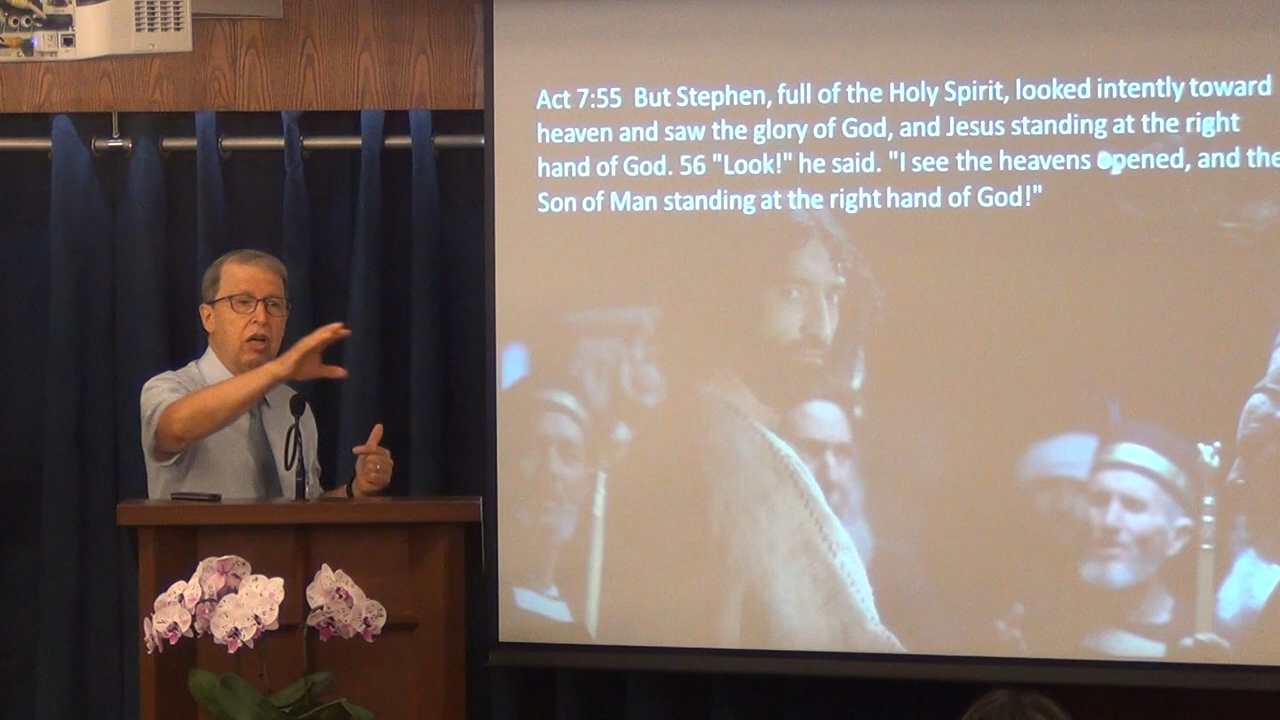 Act 7:55  But Stephen, full of the Holy Spirit, looked intently toward
heaven and saw the glory of God, and Jesus standing at the right
hand of God. 56 "Look!" he said. "I see the heavens opened, and the
Son of Man standing at the right hand of God!"